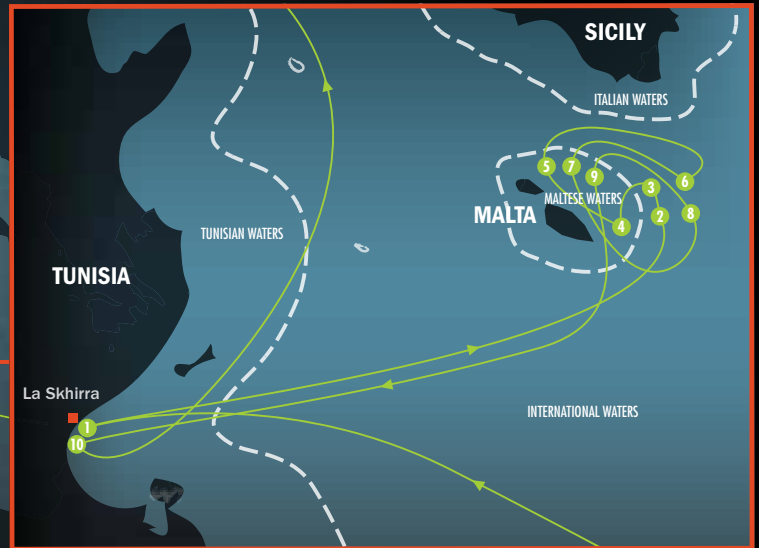 SICILY
ITALIAN WATERS
5
7
9
3
6
MALTESE WATERS
MALTA
2
8
4
TUNISIAN WATERS
TUNISIA
La Skhirra
INTERNATIONAL WATERS
1
10